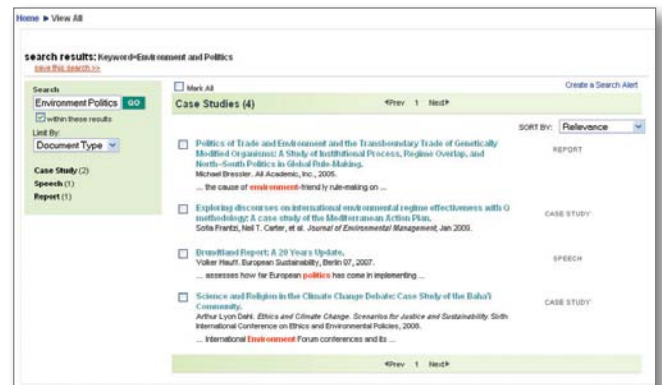 Home ▶ View All
search results: Keyword=Environment and Politics
save this search >>
Search
Environment Politics GO
within these results
Limit By:
Document Type
Case Study (2)
Speech (1)
Report (1)
Mark All
Create a Search Alert
Case Studies (4)
Prev 1 Next
SORT BY: Relevance
Politics of Trade and Environment and the Transboundary Trade of Genetically
Modified Organisms: A Study of Institutional Process, Regime Overlap, and
North-South Politics in Global Rule-Making.
Michael Bressler. All Academic, Inc., 2005.
... the cause of environment-friendly rule-making on ...
REPORT
Exploring discourses on international environmental regime effectiveness with Q
methodology: A case study of the Mediterranean Action Plan.
Sofia Frantzi, Neil T. Carter, et al. Journal of Environmental Management, Jan 2009.
CASE STUDY
Brundtland Report: A 20 Years Update.
Volker Hauff. European Sustainability, Berlin 07, 2007.
... assesses how far European politics has come in implementing ...
SPEECH
Science and Religion in the Climate Change Debate: Case Study of the Baha'i
Community.
Arthur Lyon Dahl. Ethics and Climate Change. Scenarios for Justice and Sustainability. Sixth
International Conference on Ethics and Environmental Policies, 2008.
... International Environment Forum conferences and its ...
CASE STUDY
Prev 1 Next